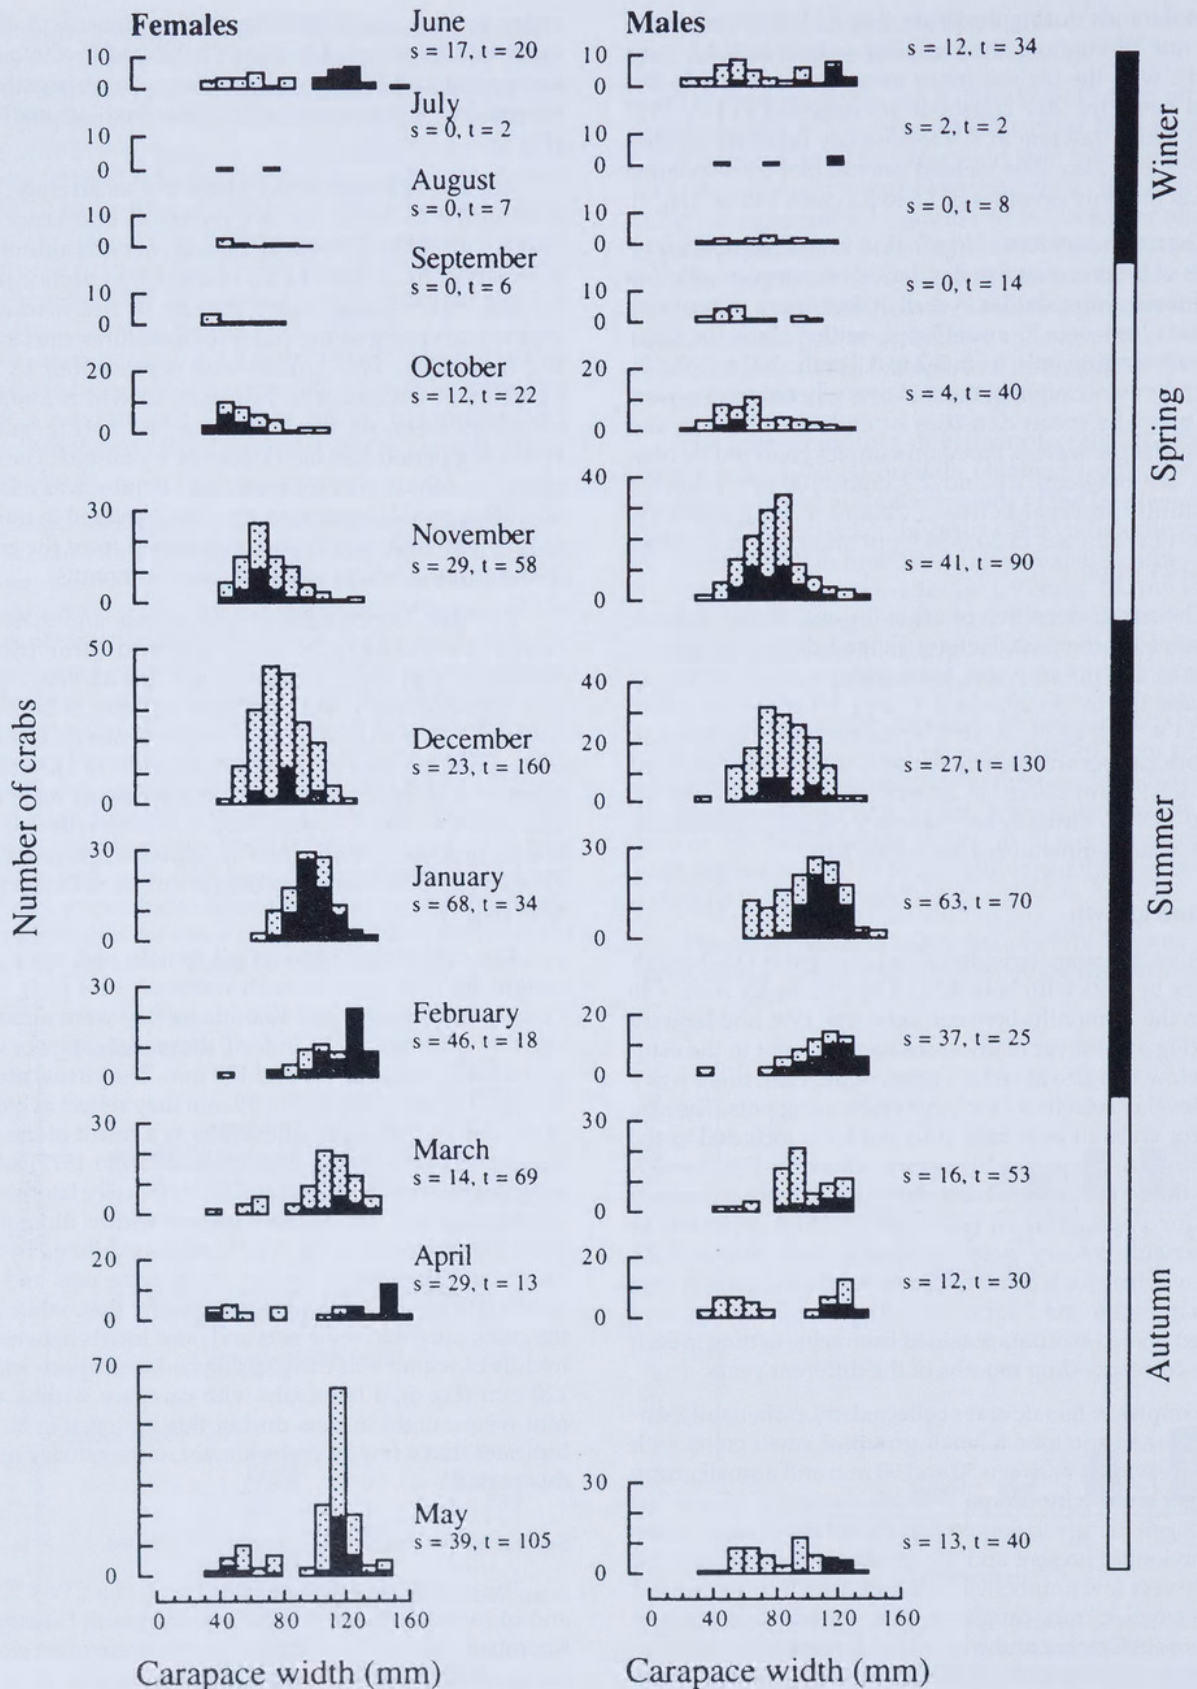 Females
June
s = 17, t = 20
Males
s = 12, t = 34
10
0
10
0
July
s = 0, t = 2
s = 2, t = 2
10
0
10
0
August
s = 0, t = 7
s = 0, t = 8
10
0
10
0
September
s = 0, t = 6
s = 0, t = 14
10
0
10
0
October
s = 12, t = 22
s = 4, t = 40
20
0
20
0
November
s = 29, t = 58
s = 41, t = 90
30
0
40
0
December
s = 23, t = 160
s = 27, t = 130
50
0
40
20
0
January
s = 68, t = 34
s = 63, t = 70
30
0
30
0
February
s = 46, t = 18
s = 37, t = 25
30
0
20
0
March
s = 14, t = 69
s = 16, t = 53
30
0
30
0
April
s = 29, t = 13
s = 12, t = 30
20
0
20
0
May
s = 39, t = 105
s = 13, t = 40
70
0
30
0
Number of crabs
Winter
Spring
Summer
Autumn
0 40 80 120 160
0 40 80 120 160
Carapace width (mm)
Carapace width (mm)